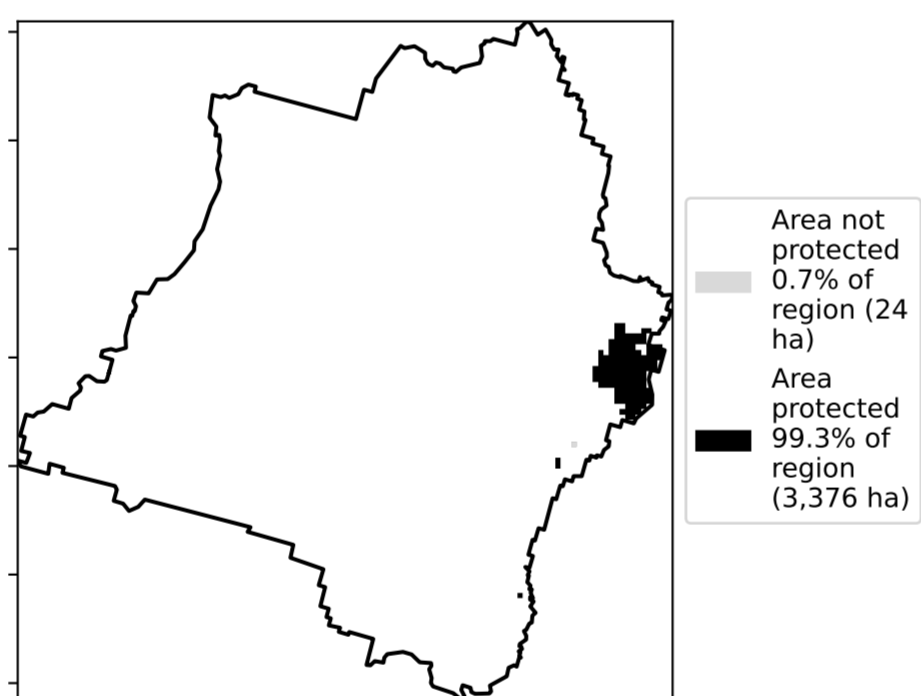 Area not
protected
0.7% of
region (24
ha)
Area
protected
99.3% of
region
(3,376 ha)